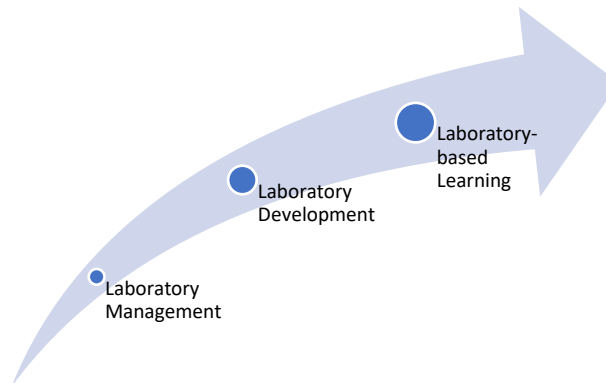 Laboratory-
based
Learning
Laboratory
Development
Laboratory
Management